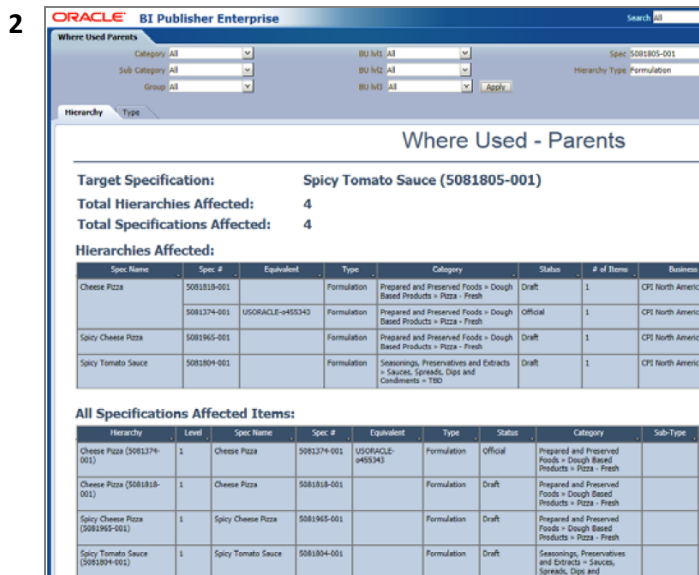 2
ORACLE BI Publisher Enterprise Search All
Where Used Parents
Category All BU lvl1 All Spec 5081805-001
Sub Category All BU lvl2 All Hierarchy Type Formulation
Group All BU lvl3 All Apply
Hierarchy Type
Where Used - Parents
Target Specification: Spicy Tomato Sauce (5081805-001)
Total Hierarchies Affected: 4
Total Specifications Affected: 4
Hierarchies Affected:
Spec Name Spec # Equivalent Type Category Status # of Items Business
Cheese Pizza 5081818-001 Formulation Prepared and Preserved Foods » Dough Draft 1 CPI North Americ
Based Products » Pizza - Fresh
5081374-001 USORACLE-o455343 Formulation Prepared and Preserved Foods » Dough Official 1 CPI North Americ
Based Products » Pizza - Fresh
Spicy Cheese Pizza 5081965-001 Formulation Prepared and Preserved Foods » Dough Draft 1 CPI North Americ
Based Products » Pizza - Fresh
Spicy Tomato Sauce 5081804-001 Formulation Seasonings, Preservatives and Extracts Draft 1 CPI North Americ
» Sauces, Spreads, Dips and
Condiments » TBD
All Specifications Affected Items:
Hierarchy Level Spec Name Spec # Equivalent Type Status Category Sub-Type
Cheese Pizza (5081374- 1 Cheese Pizza 5081374-001 USORACLE- Formulation Official Prepared and Preserved
001) o455343 Foods » Dough Based
Products » Pizza - Fresh
Cheese Pizza (5081818- 1 Cheese Pizza 5081818-001 Formulation Draft Prepared and Preserved
001) Foods » Dough Based
Products » Pizza - Fresh
Spicy Cheese Pizza 1 Spicy Cheese Pizza 5081965-001 Formulation Draft Prepared and Preserved
(5081965-001) Foods » Dough Based
Products » Pizza - Fresh
Spicy Tomato Sauce 1 Spicy Tomato Sauce 5081804-001 Formulation Draft Seasonings, Preservatives
(5081804-001) and Extracts » Sauces,
Spreads, Dips and